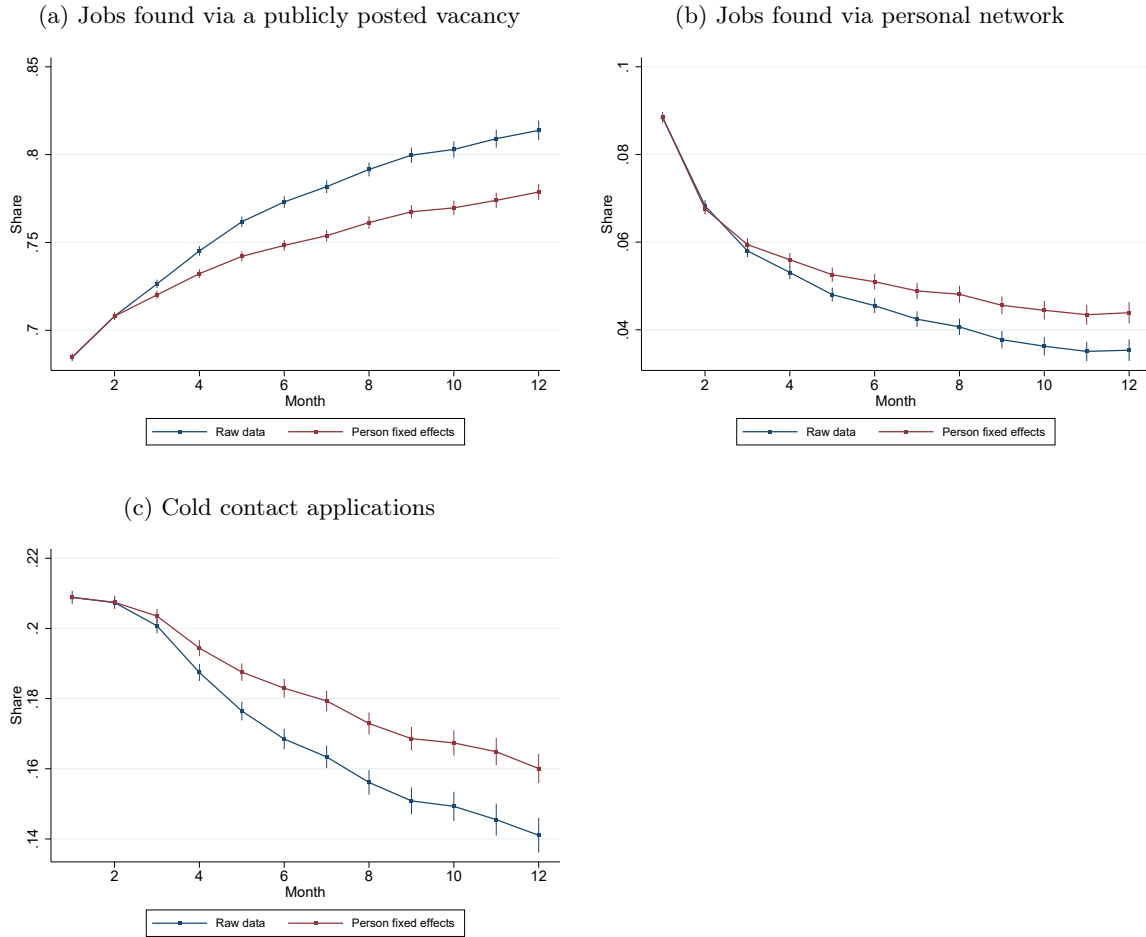 (a) Jobs found via a publicly posted vacancy
.85
.8
.75
.7
Share
2 4 6 8 10 12
Month
Raw data Person fixed effects
(b) Jobs found via personal network
.1
.08
.06
.04
Share
2 4 6 8 10 12
Month
Raw data Person fixed effects
(c) Cold contact applications
.22
.2
.18
.16
.14
Share
2 4 6 8 10 12
Month
Raw data Person fixed effects